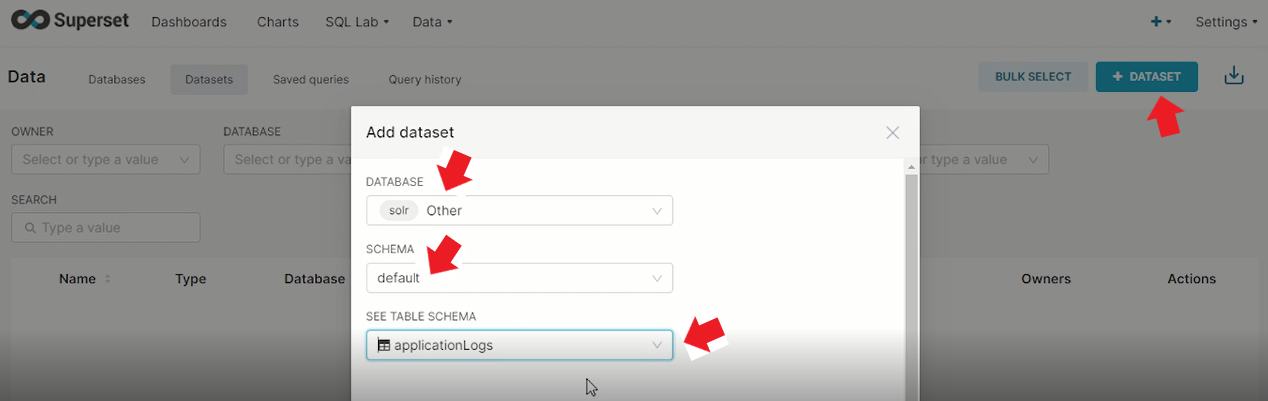 Superset Dashboards Charts SQL Lab Data Settings
Data Databases Datasets Saved queries Query history BULK SELECT + DATASET
Add dataset
OWNER DATABASE
Select or type a value Select or type a va r type a value
DATABASE
solr Other
SEARCH
Type a value
SCHEMA
default
Name Type Database Owners Actions
SEE TABLE SCHEMA
applicationLogs